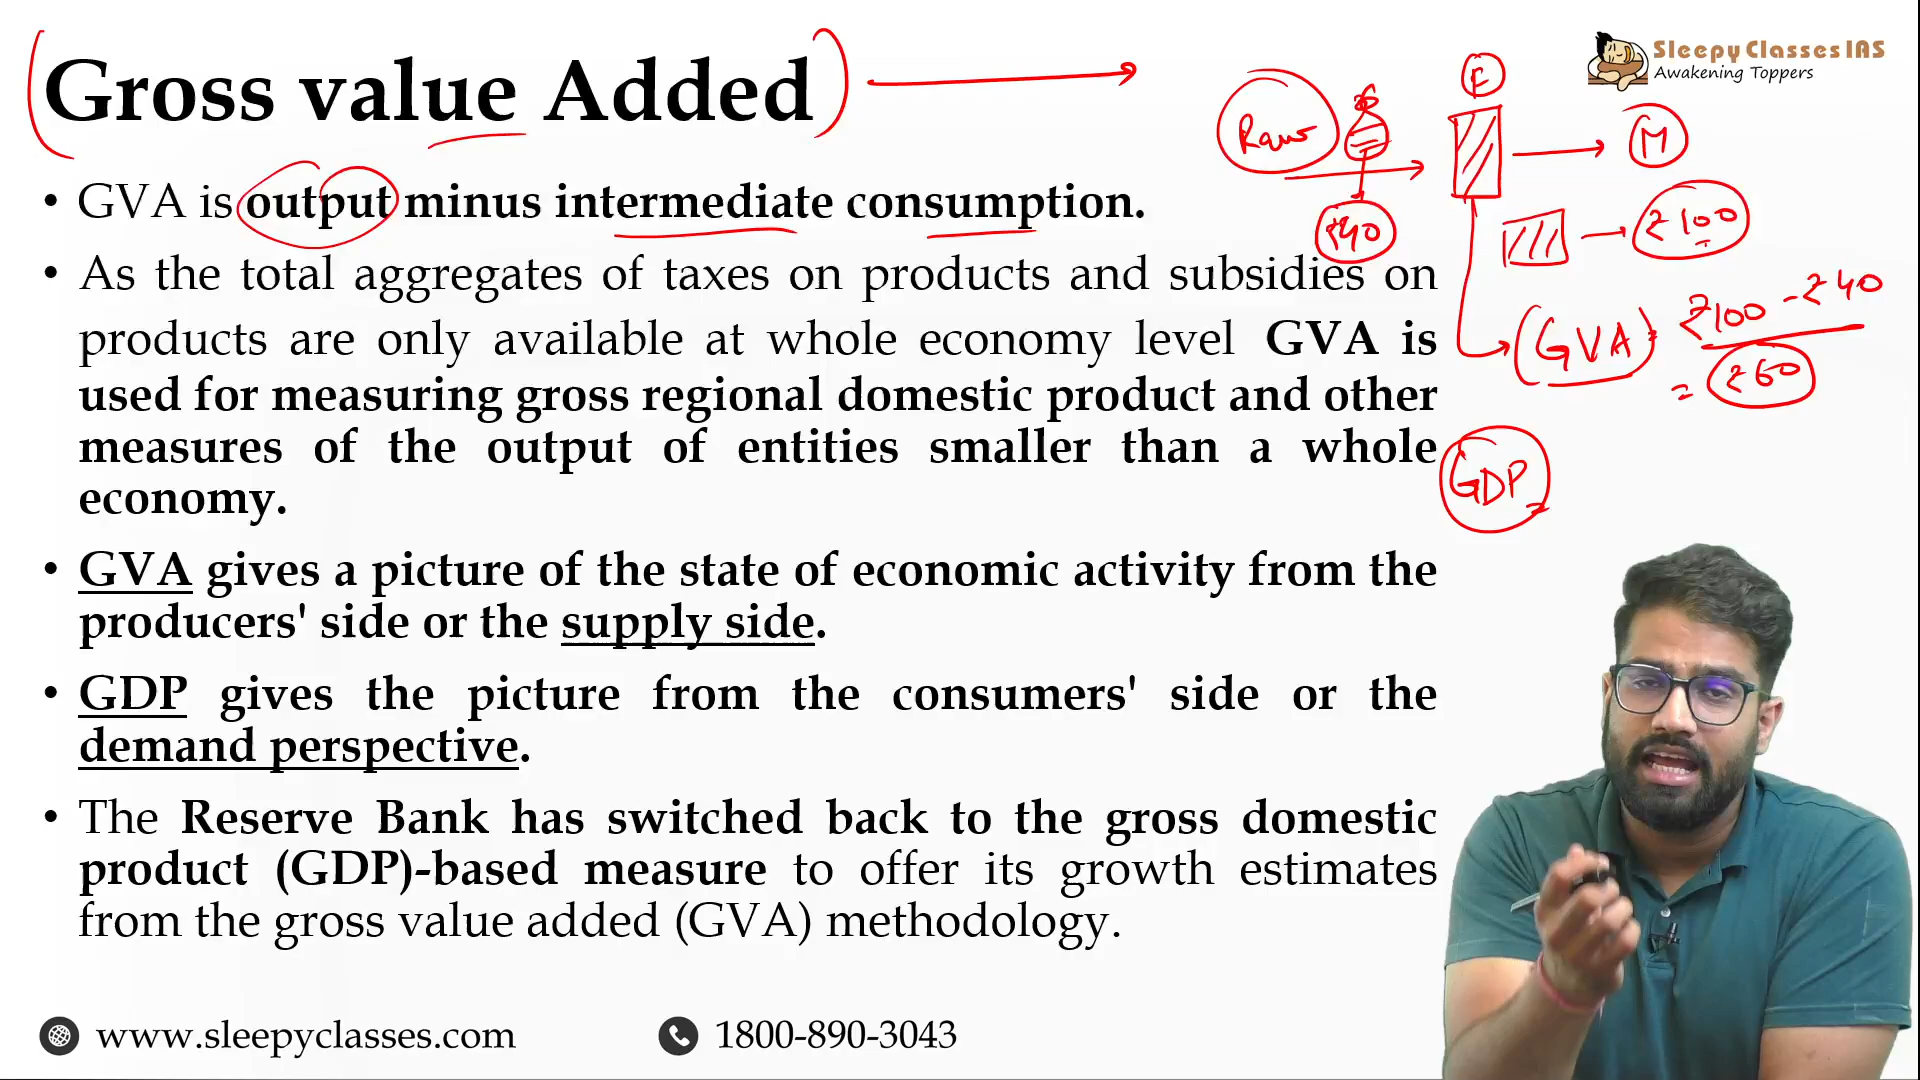 Gross value Added
Sleepy Classes IAS
Awakening Toppers
Raw
F
M
₹40
₹100
GVA = ₹100 - ₹40
= ₹60
GDP =
• GVA is output minus intermediate consumption.
• As the total aggregates of taxes on products and subsidies on
products are only available at whole economy level GVA is
used for measuring gross regional domestic product and other
measures of the output of entities smaller than a whole
economy.
• GVA gives a picture of the state of economic activity from the
producers' side or the supply side.
• GDP gives the picture from the consumers' side or the
demand perspective.
• The Reserve Bank has switched back to the gross domestic
product (GDP)-based measure to offer its growth estimates
from the gross value added (GVA) methodology.
www.sleepyclasses.com
1800-890-3043